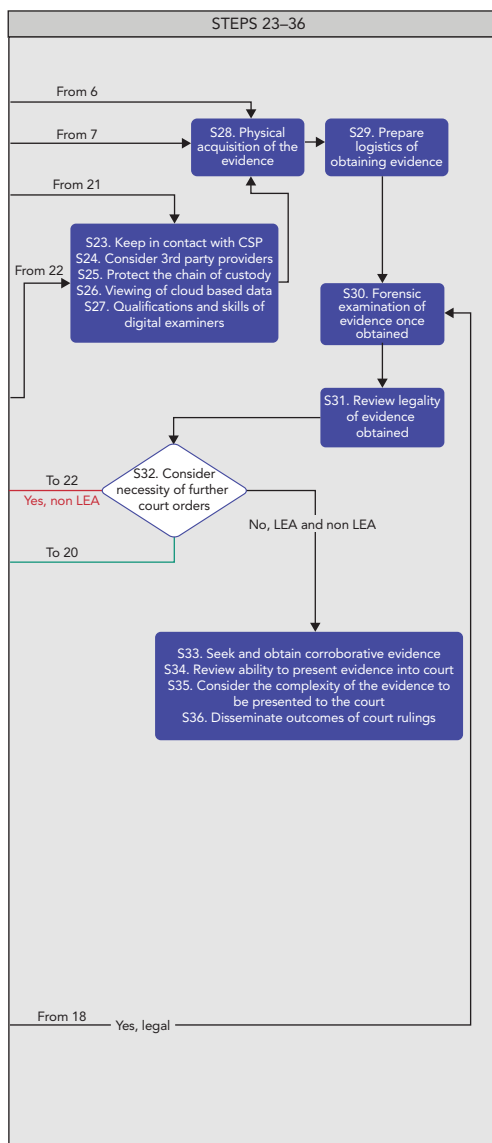 STEPS 23–36
From 6
From 7
S28. Physical
acquisition of the
evidence
S29. Prepare
logistics of
obtaining evidence
From 21
From 22
S23. Keep in contact with CSP
S24. Consider 3rd party providers
S25. Protect the chain of custody
S26. Viewing of cloud based data
S27. Qualifications and skills of
digital examiners
S30. Forensic
examination of
evidence once
obtained
S31. Review legality
of evidence
obtained
S32. Consider
necessity of further
court orders
To 22
Yes, non LEA
No, LEA and non LEA
To 20
S33. Seek and obtain corroborative evidence
S34. Review ability to present evidence into court
S35. Consider the complexity of the evidence to
be presented to the court
S36. Disseminate outcomes of court rulings
From 18
Yes, legal